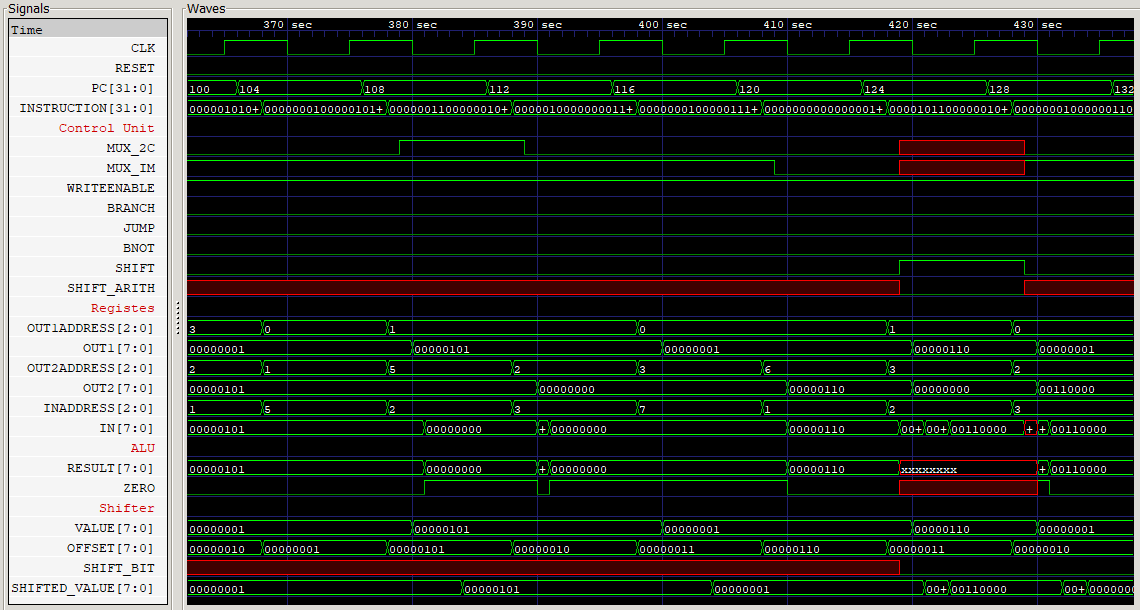 Signals Waves
Time 370 sec 380 sec 390 sec 400 sec 410 sec 420 sec 430 sec
CLK
RESET
PC[31:0] 100 104 108 112 116 120 124 128 132
INSTRUCTION[31:0] 000001010+ 0000000100000101+ 0000001100000010+ 0000010000000011+ 0000000100000111+ 0000000000000001+ 0000101100000010+ 0000000100000110
Control Unit
MUX_2C
MUX_IM
WRITEENABLE
BRANCH
JUMP
BNOT
SHIFT
SHIFT_ARITH
Registes
OUT1ADDRESS[2:0] 3 0 1 0 1 0
OUT1[7:0] 00000001 00000101 00000001 00000110 00000001
OUT2ADDRESS[2:0] 2 1 5 2 3 6 3 2
OUT2[7:0] 00000101 00000000 00000110 00000000 00110000
INADDRESS[2:0] 1 5 2 3 7 1 2 3
IN[7:0] 00000101 00000000 + 00000000 00000110 00+ 00+ 00110000 + + 00110000
ALU
RESULT[7:0] 00000101 00000000 + 00000000 00000110 xxxxxxxx + 00110000
ZERO
Shifter
VALUE[7:0] 00000001 00000101 00000001 00000110 00000001
OFFSET[7:0] 00000010 00000001 00000101 00000010 00000011 00000110 00000011 00000010
SHIFT_BIT
SHIFTED_VALUE[7:0] 00000001 00000101 00000001 00+ 00110000 00+ 0000000